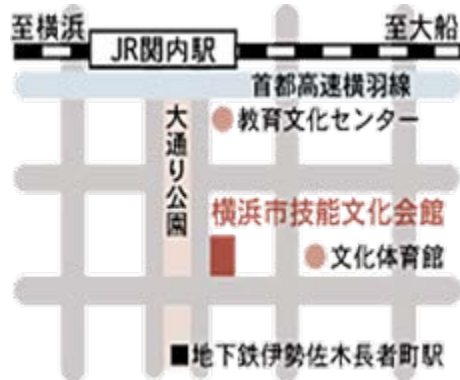 至横浜
至大船
JR関内駅
首都高速横羽線
教育文化センター
大通り公園
横浜市技能文化会館
文化体育館
地下鉄伊勢佐木長者町駅